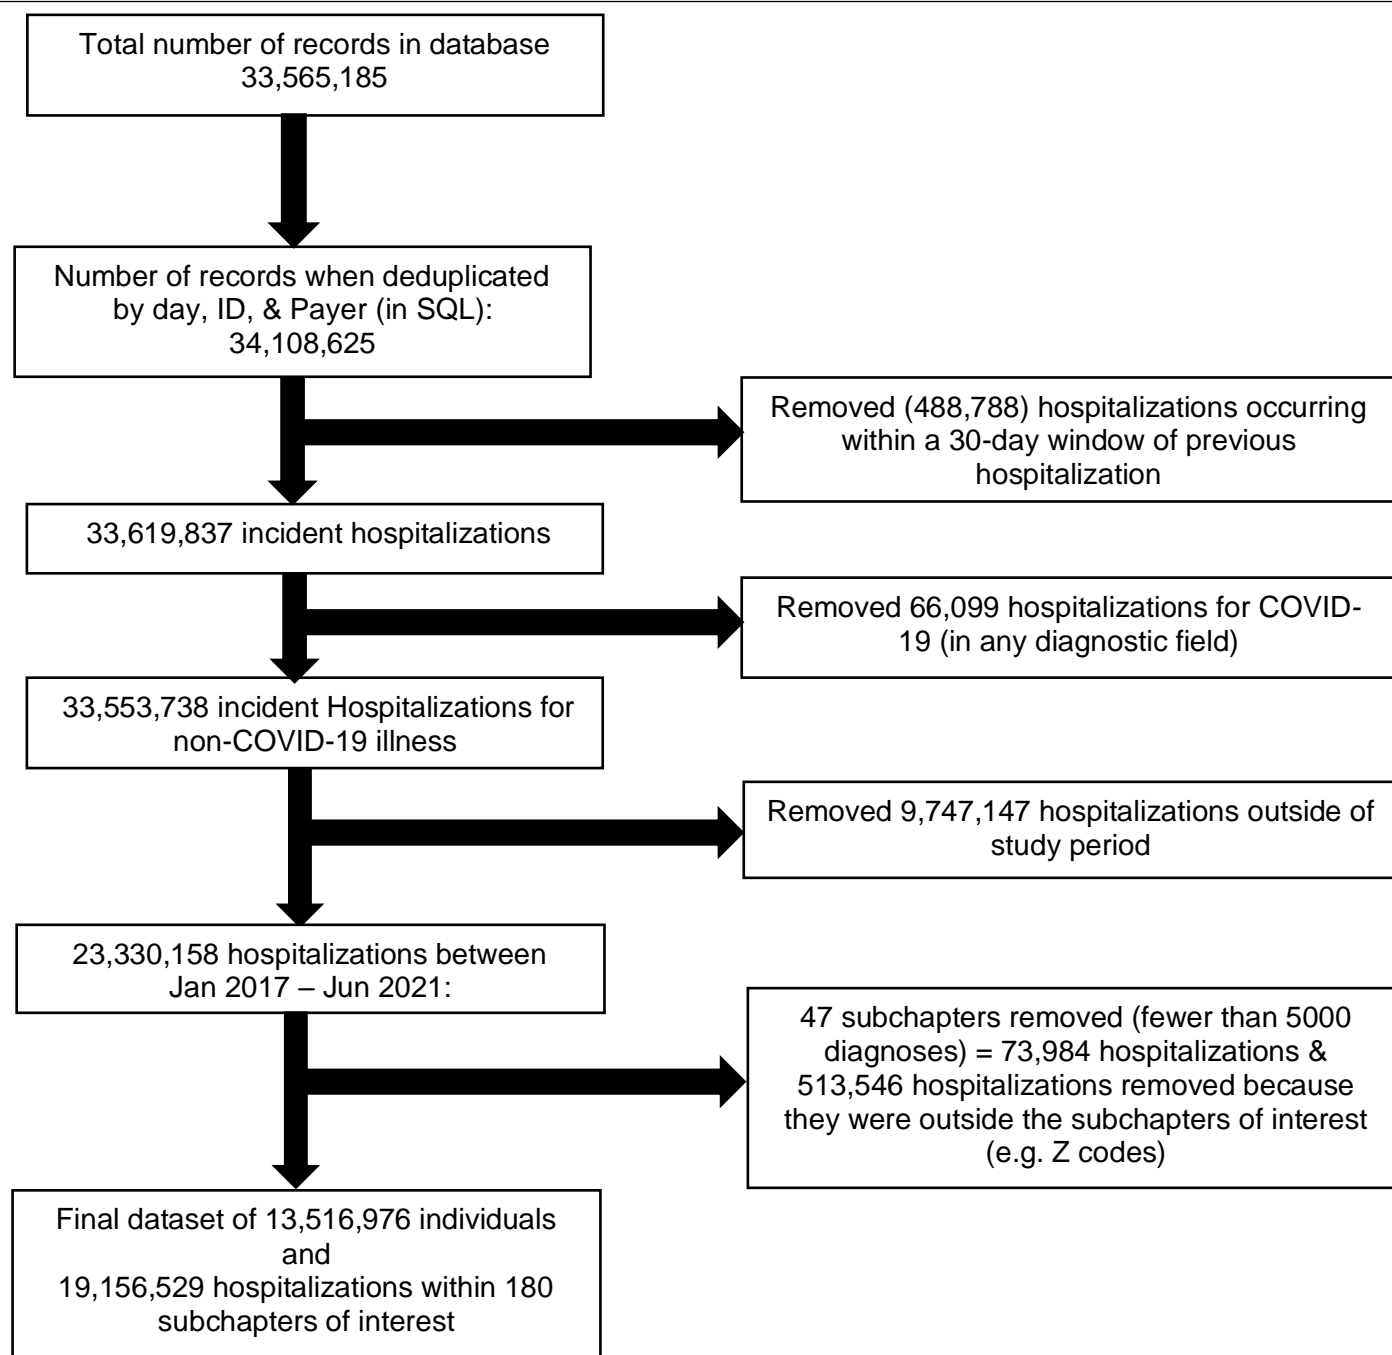 Total number of records in database
33,565,185
Number of records when deduplicated
by day, ID, & Payer (in SQL):
34,108,625
Removed (488,788) hospitalizations occurring
within a 30-day window of previous
hospitalization
33,619,837 incident hospitalizations
Removed 66,099 hospitalizations for COVID-
19 (in any diagnostic field)
33,553,738 incident Hospitalizations for
non-COVID-19 illness
Removed 9,747,147 hospitalizations outside of
study period
23,330,158 hospitalizations between
Jan 2017 – Jun 2021:
47 subchapters removed (fewer than 5000
diagnoses) = 73,984 hospitalizations &
513,546 hospitalizations removed because
they were outside the subchapters of interest
(e.g. Z codes)
Final dataset of 13,516,976 individuals
and
19,156,529 hospitalizations within 180
subchapters of interest